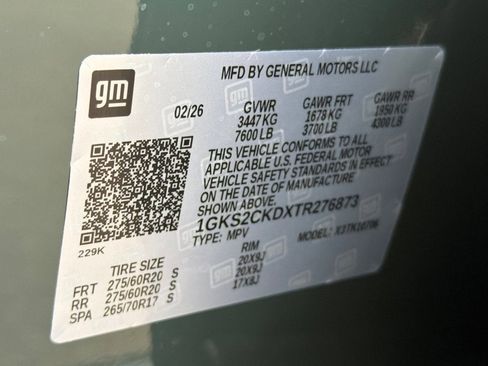 gm
MFD BY GENERAL MOTORS LLC
02/26 GVWR GAWR FRT GAWR RR
3447 KG 1678 KG 1950 KG
7600 LB 3700 LB 4300 LB
THIS VEHICLE CONFORMS TO ALL
APPLICABLE U.S. FEDERAL MOTOR
VEHICLE SAFETY STANDARDS IN EFFECT
ON THE DATE OF MANUFACTURE
SHOWN ABOVE.
1GKS2CKDXTR276873
TYPE: MPV MODEL: X3TK10706
229K
TIRE SIZE RIM
FRT 275/60R20 S 20X9J
RR 275/60R20 S 20X9J
SPA 265/70R17 S 17X8J